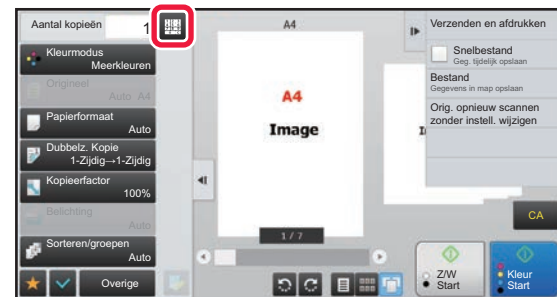 Aantal kopieën 1
Kleurmodus
Meerkleuren
Origineel
Auto A4
Papierformaat
Auto
Dubbelz. Kopie
1-Zijdig→1-Zijdig
Kopieerfactor
100%
Belichting
Auto
Sorteren/groepen
Auto
Overige
A4
A4
Image
1 / 7
Verzenden en afdrukken
Snelbestand
Geg. tijdelijk opslaan
Bestand
Gegevens in map opslaan
Orig. opnieuw scannen
zonder instell. wijzigen
CA
Z/W
Start
Kleur
Start